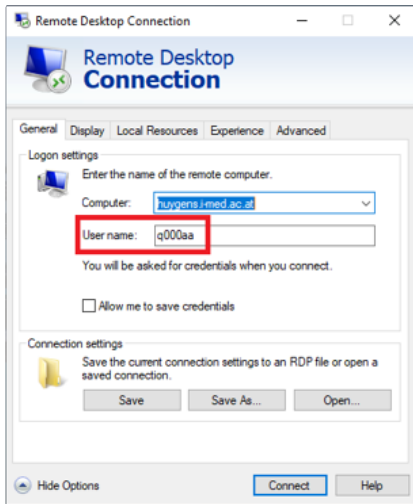 Remote Desktop Connection
Remote Desktop
Connection
General Display Local Resources Experience Advanced
Logon settings
Enter the name of the remote computer.
Computer: huygens.i-med.ac.at
User name: q000aa
You will be asked for credentials when you connect.
Allow me to save credentials
Connection settings
Save the current connection settings to an RDP file or open a
saved connection.
Save Save As... Open...
Hide Options Connect Help